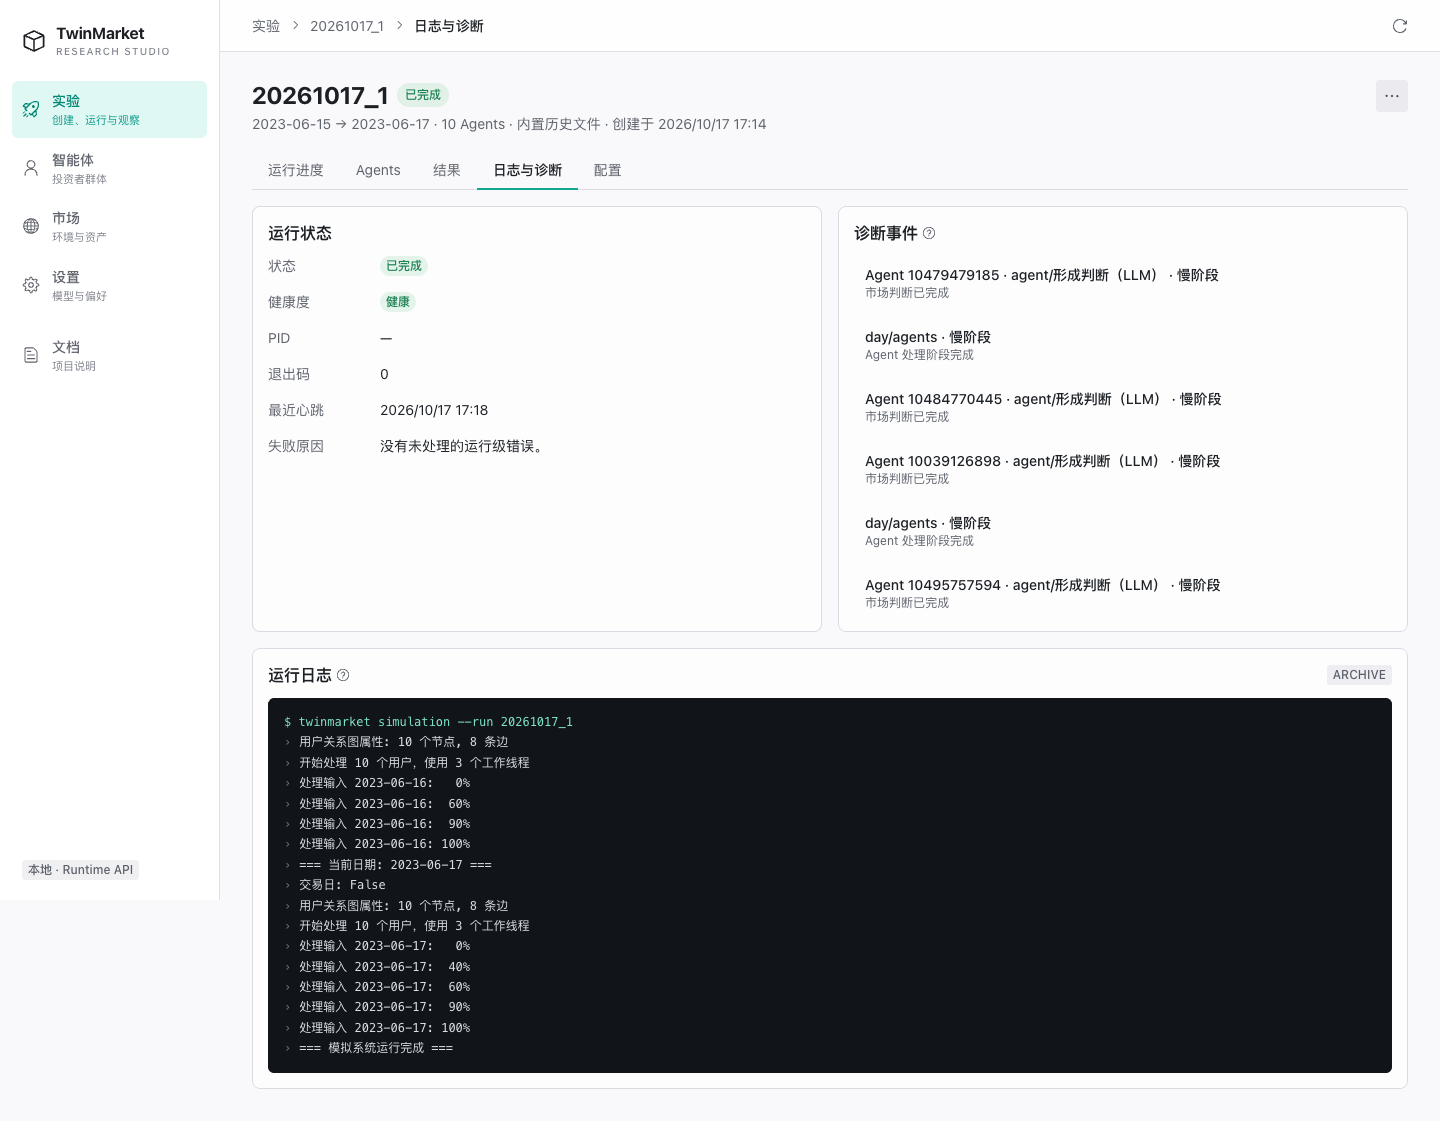 TwinMarket
RESEARCH STUDIO
实验
创建、运行与观察
智能体
投资者群体
市场
环境与资产
设置
模型与偏好
文档
项目说明
本地 · Runtime API
实验 > 20261017_1 > 日志与诊断
20261017_1 已完成
2023-06-15 → 2023-06-17 · 10 Agents · 内置历史文件 · 创建于 2026/10/17 17:14
运行进度 Agents 结果 日志与诊断 配置
运行状态
状态 已完成
健康度 健康
PID —
退出码 0
最近心跳 2026/10/17 17:18
失败原因 没有未处理的运行级错误。
诊断事件
Agent 10479479185 · agent/形成判断（LLM） · 慢阶段
市场判断已完成
day/agents · 慢阶段
Agent 处理阶段完成
Agent 10484770445 · agent/形成判断（LLM） · 慢阶段
市场判断已完成
Agent 10039126898 · agent/形成判断（LLM） · 慢阶段
市场判断已完成
day/agents · 慢阶段
Agent 处理阶段完成
Agent 10495757594 · agent/形成判断（LLM） · 慢阶段
市场判断已完成
运行日志 ARCHIVE
$ twinmarket simulation --run 20261017_1
› 用户关系图属性: 10 个节点, 8 条边
› 开始处理 10 个用户，使用 3 个工作线程
› 处理输入 2023-06-16:   0%
› 处理输入 2023-06-16:  60%
› 处理输入 2023-06-16:  90%
› 处理输入 2023-06-16: 100%
› === 当前日期: 2023-06-17 ===
› 交易日: False
› 用户关系图属性: 10 个节点, 8 条边
› 开始处理 10 个用户，使用 3 个工作线程
› 处理输入 2023-06-17:   0%
› 处理输入 2023-06-17:  40%
› 处理输入 2023-06-17:  60%
› 处理输入 2023-06-17:  90%
› 处理输入 2023-06-17: 100%
› === 模拟系统运行完成 ===